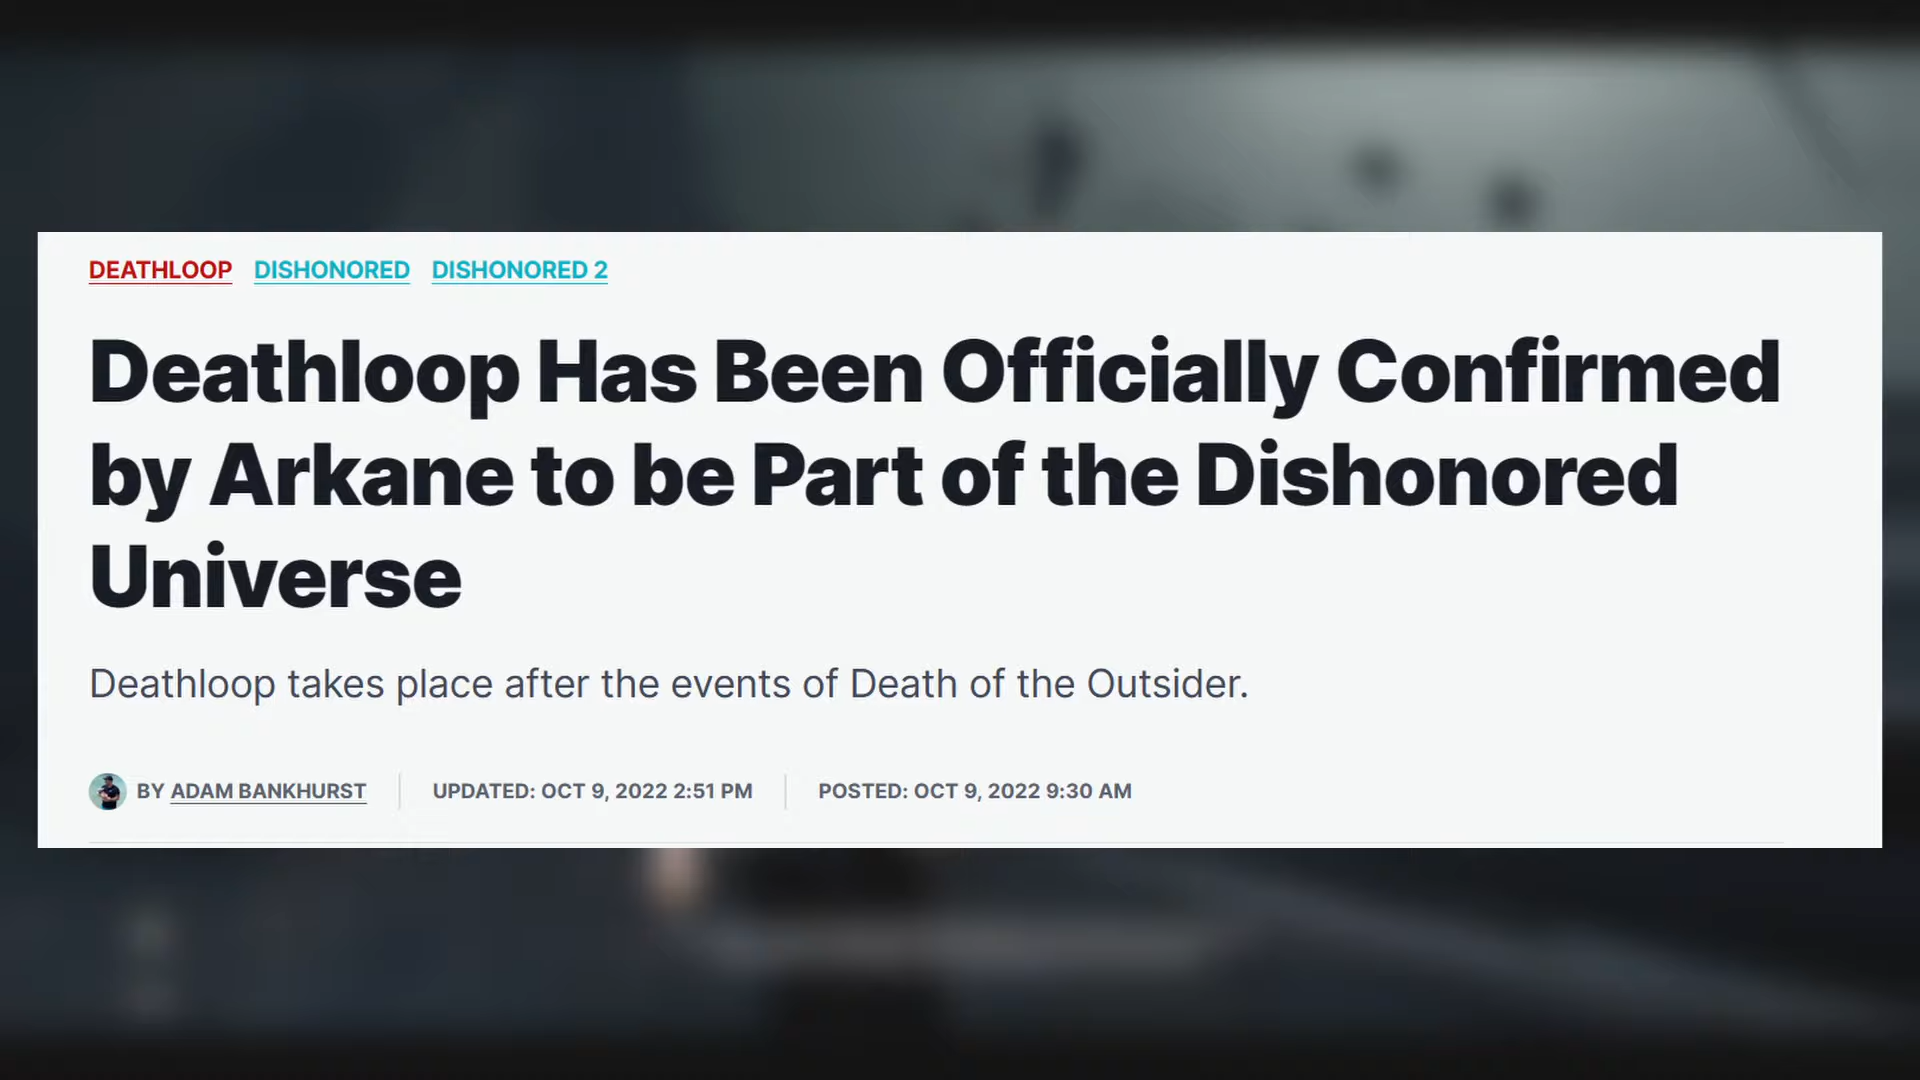 DEATHLOOP DISHONORED DISHONORED 2
Deathloop Has Been Officially Confirmed
by Arkane to be Part of the Dishonored
Universe
Deathloop takes place after the events of Death of the Outsider.
BY ADAM BANKHURST UPDATED: OCT 9, 2022 2:51 PM POSTED: OCT 9, 2022 9:30 AM